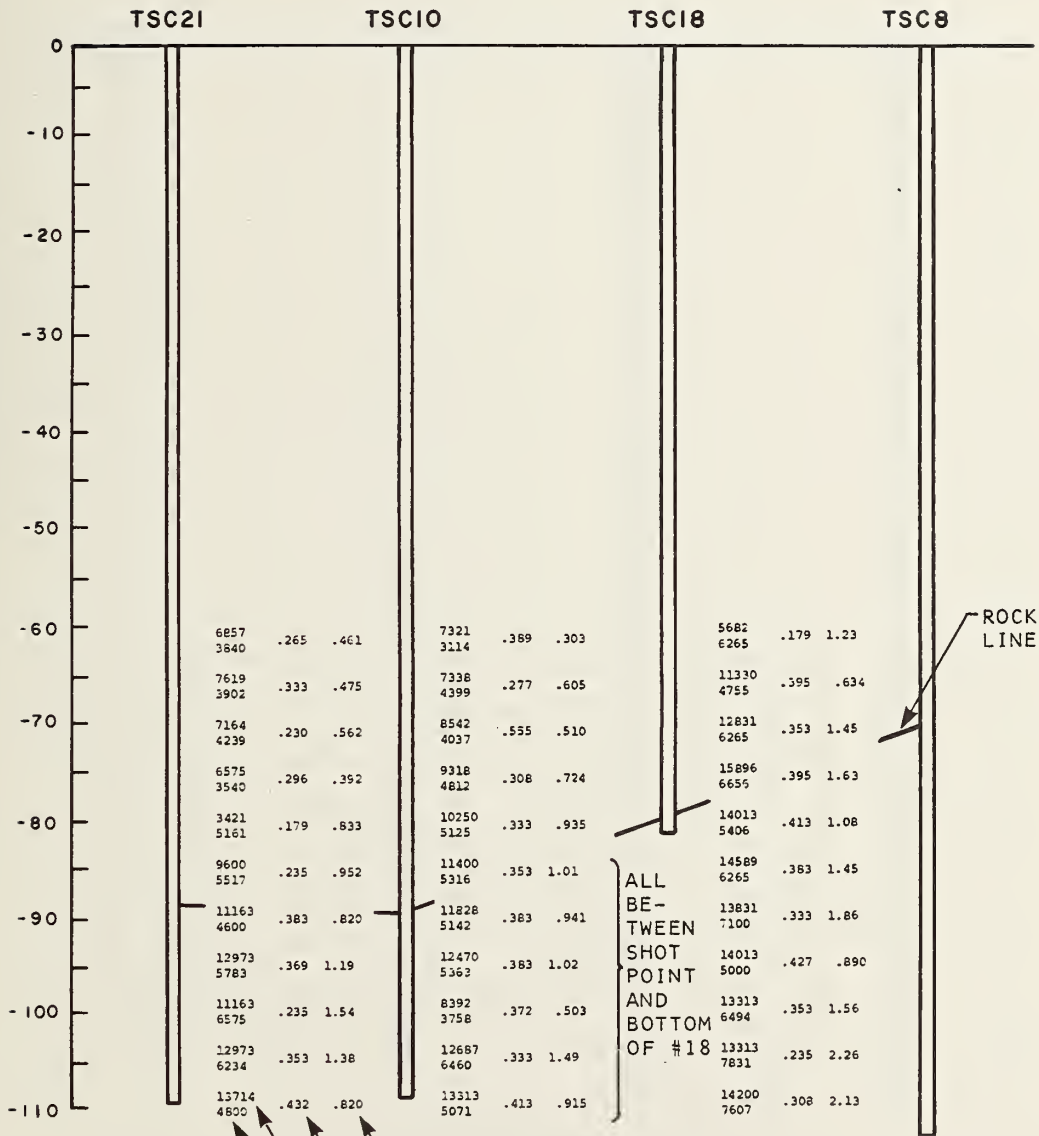 TSC21 TSC10 TSC18 TSC8
0
-10
-20
-30
-40
-50
-60
-70
-80
-90
-100
-110
6857 .265 .461
3840
7619 .333 .475
3902
7164 .230 .562
4239
6575 .296 .392
3540
3421 .179 .833
5161
9600 .235 .952
5517
11163 .383 .820
4600
12973 .369 1.19
5783
11163 .235 1.54
6575
12973 .353 1.38
6234
13714 .432 .820
4800
7321 .389 .303
3114
7338 .277 .605
4399
8542 .555 .510
4037
9318 .308 .724
4812
10250 .333 .935
5125
11400 .353 1.01
5316
11828 .383 .941
5142
12470 .383 1.02
5363
8392 .372 .503
3758
12687 .333 1.49
6460
13313 .413 .915
5071
ALL
BE-
TWEEN
SHOT
POINT
AND
BOTTOM
OF #18
5682 .179 1.23
6265
11330 .395 .634
4755
12831 .353 1.45
6265
15896 .395 1.63
6655
14013 .413 1.08
5406
14589 .383 1.45
6265
13831 .333 1.86
7100
14013 .427 .890
5000
13313 .353 1.56
6494
13313 .235 2.26
7831
14200 .308 2.13
7607
ROCK
LINE